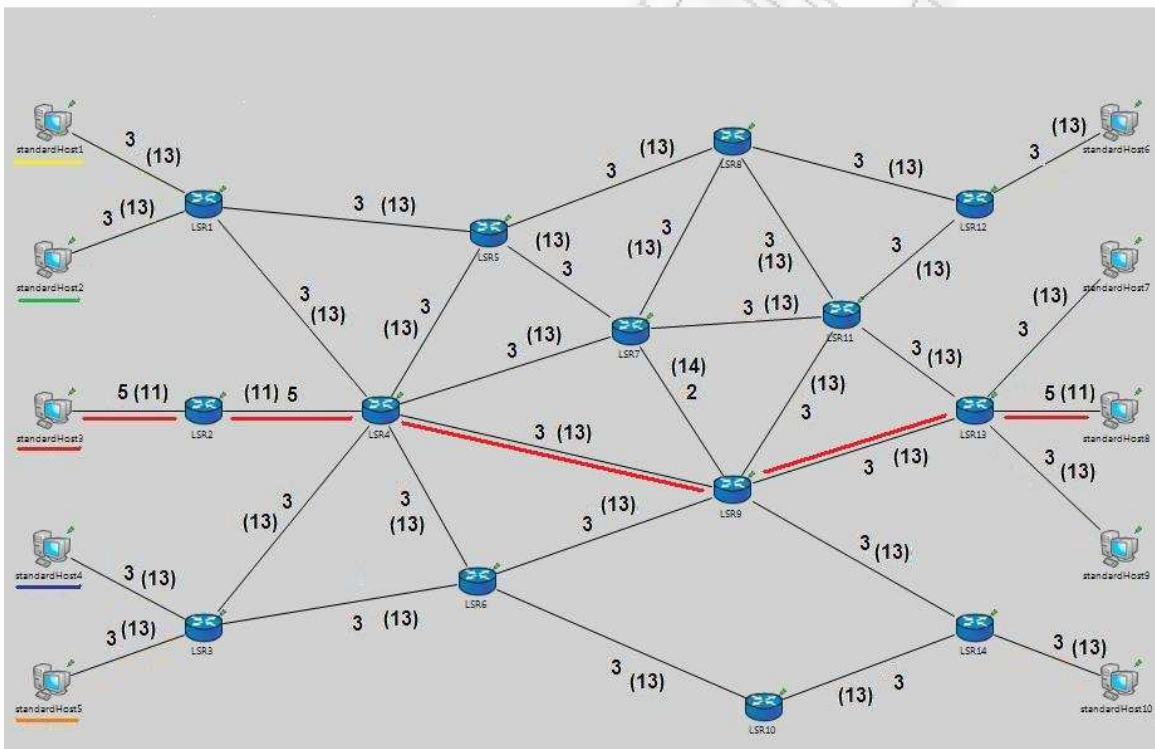 standardHost1
3
(13)
LSR1
3 (13)
standardHost2
3 (13)
LSR5
3
(13)
LSR8
3
(13)
3
(13)
LSR12
3
(13)
standardHost6
(13)
3
3
(13)
3
(13)
3
(13)
standardHost7
(13)
3
3
(13)
3
(13)
3 (13)
LSR7
3 (13)
LSR11
3
(13)
(14)
2
(13)
3
standardHost3
5 (11)
LSR2
(11) 5
LSR4
3 (13)
3 (13)
LSR13
5 (11)
standardHost8
3
(13)
3
(13)
3
(13)
LSR9
3
(13)
standardHost9
standardHost4
3 (13)
3 (13)
standardHost5
LSR3
3 (13)
LSR6
3
(13)
LSR10
(13) 3
3 (13)
LSR14
3 (13)
standardHost10